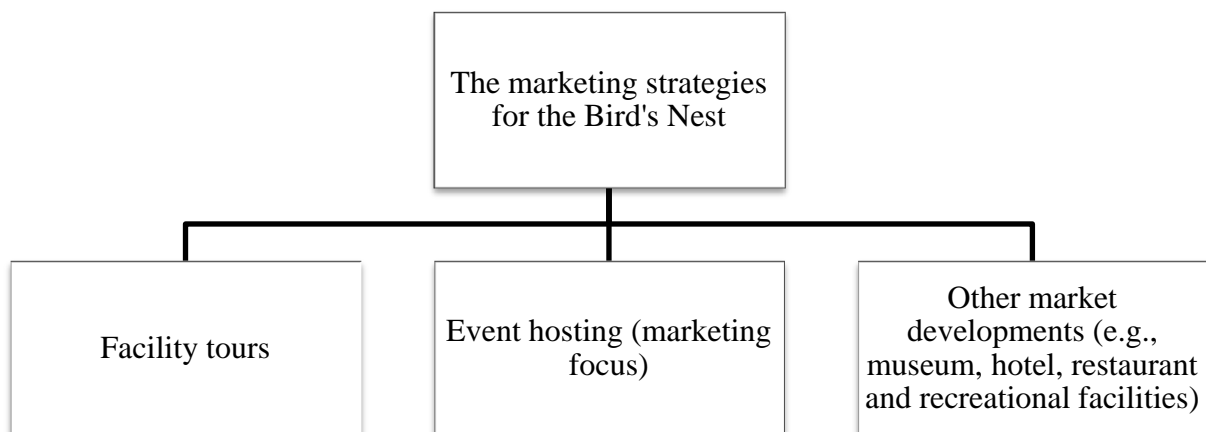 The marketing strategies
for the Bird's Nest
Facility tours
Event hosting (marketing
focus)
Other market
developments (e.g.,
museum, hotel, restaurant
and recreational facilities)